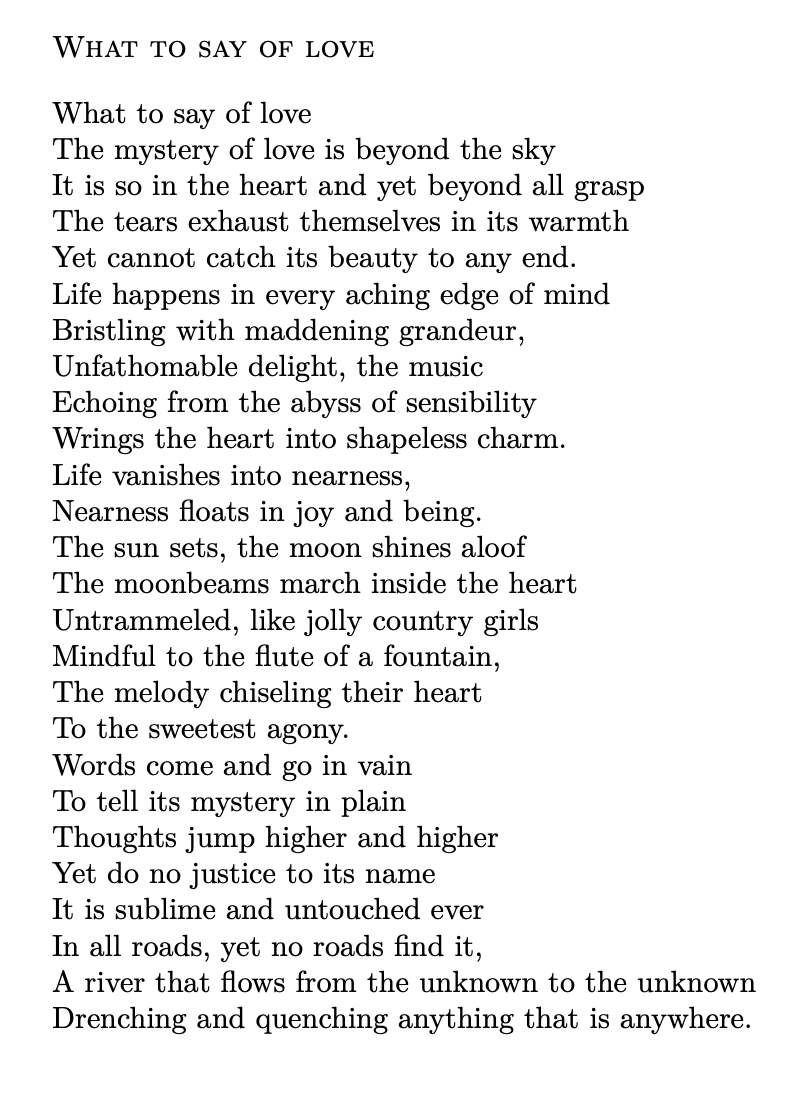 What to say of love
What to say of love
The mystery of love is beyond the sky
It is so in the heart and yet beyond all grasp
The tears exhaust themselves in its warmth
Yet cannot catch its beauty to any end.
Life happens in every aching edge of mind
Bristling with maddening grandeur,
Unfathomable delight, the music
Echoing from the abyss of sensibility
Wrings the heart into shapeless charm.
Life vanishes into nearness,
Nearness floats in joy and being.
The sun sets, the moon shines aloof
The moonbeams march inside the heart
Untrammeled, like jolly country girls
Mindful to the flute of a fountain,
The melody chiseling their heart
To the sweetest agony.
Words come and go in vain
To tell its mystery in plain
Thoughts jump higher and higher
Yet do no justice to its name
It is sublime and untouched ever
In all roads, yet no roads find it,
A river that flows from the unknown to the unknown
Drenching and quenching anything that is anywhere.